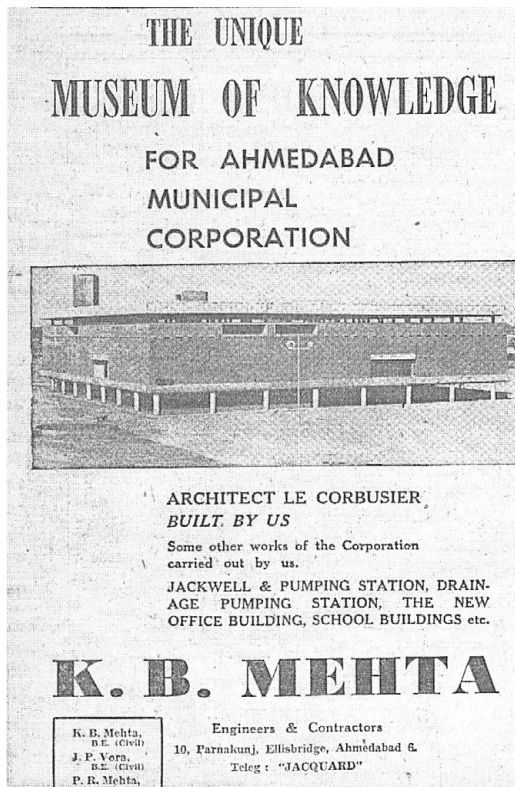 THE UNIQUE
MUSEUM OF KNOWLEDGE
FOR AHMEDABAD
MUNICIPAL
CORPORATION
ARCHITECT LE CORBUSIER
BUILT BY US
Some other works of the Corporation
carried out by us.
JACKWELL & PUMPING STATION, DRAIN-
AGE PUMPING STATION, THE NEW
OFFICE BUILDING, SCHOOL BUILDINGS etc.
K. B. MEHTA
Engineers & Contractors
10, Parnakunj, Ellisbridge, Ahmedabad 6.
Teleg : "JACQUARD"
K. B. Mehta,
B.E. (Civil)
J. P. Vora,
B.E. (Civil)
P. R. Mehta,